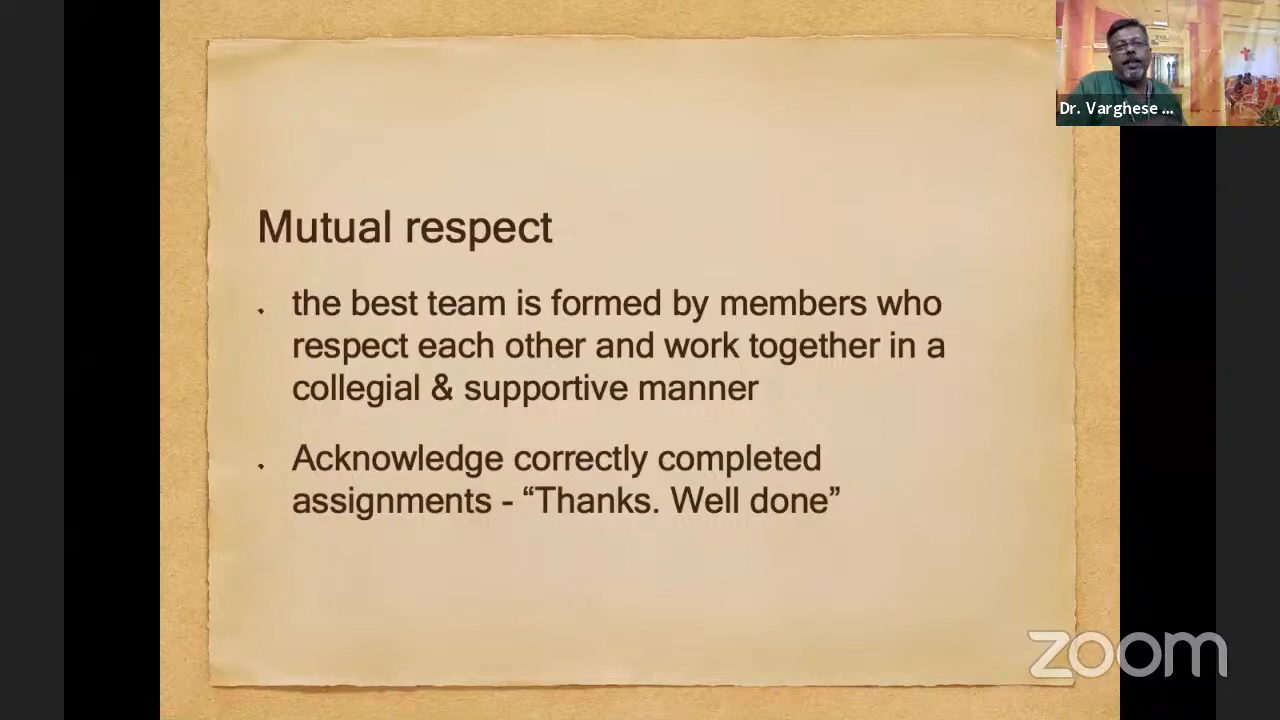 Dr. Varghese ...
Mutual respect
the best team is formed by members who
respect each other and work together in a
collegial & supportive manner
Acknowledge correctly completed
assignments - “Thanks. Well done”
zoom